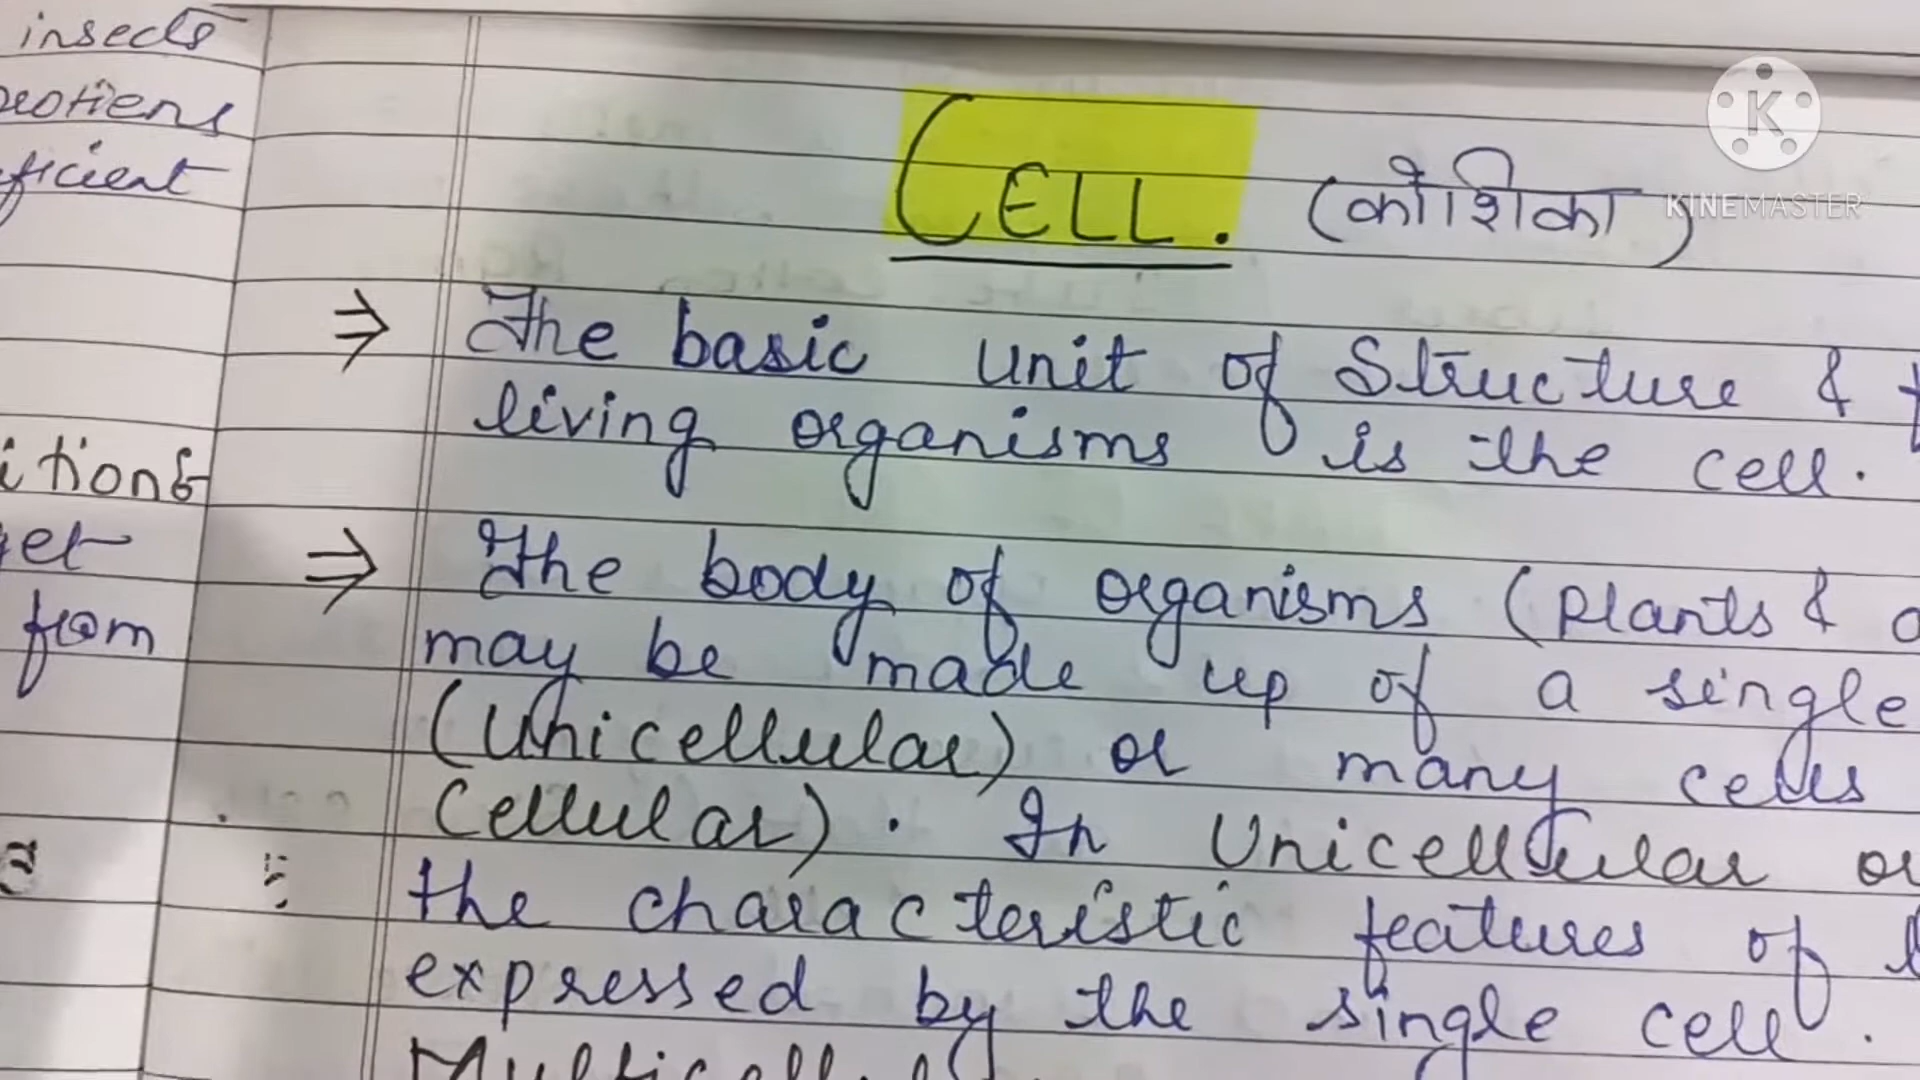 insects
CELL. (कोशिका)
KINEMASTER
⇒ The basic unit of Structure &
living organisms is the cell.
⇒ The body of organisms (Plants &
may be made up of a single
from
(Unicellular) or many cells
Cellular). In Unicellular
the characteristic features of
expressed by the single cell.